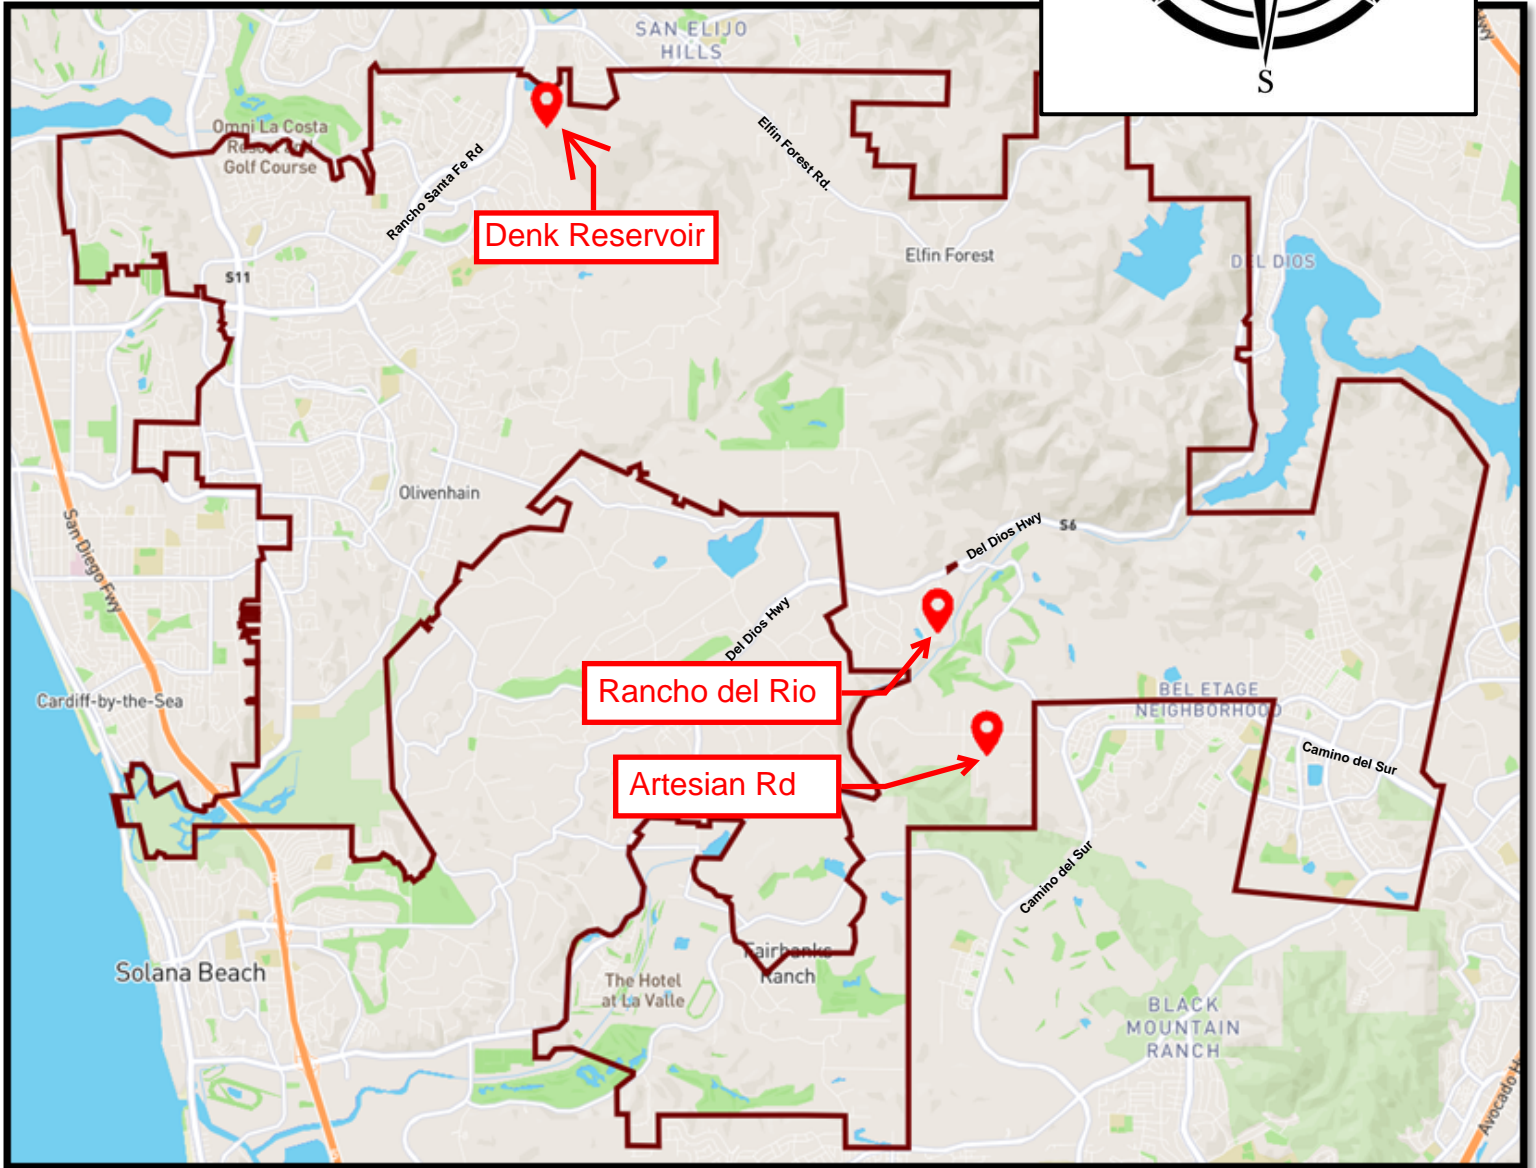 SAN ELIJO
HILLS
S
Omni La Costa
Resort and
Golf Course
Rancho Santa Fe Rd
Elfin Forest Rd.
Denk Reservoir
Elfin Forest
DEL DIOS
S11
Olivenhain
San Diego Fwy
Del Dios Hwy
S6
Del Dios Hwy
Rancho del Rio
Cardiff-by-the-Sea
BEL ETAGE
NEIGHBORHOOD
Camino del Sur
Artesian Rd
Camino del Sur
Solana Beach
Fairbanks
Ranch
The Hotel
at La Valle
BLACK
MOUNTAIN
RANCH